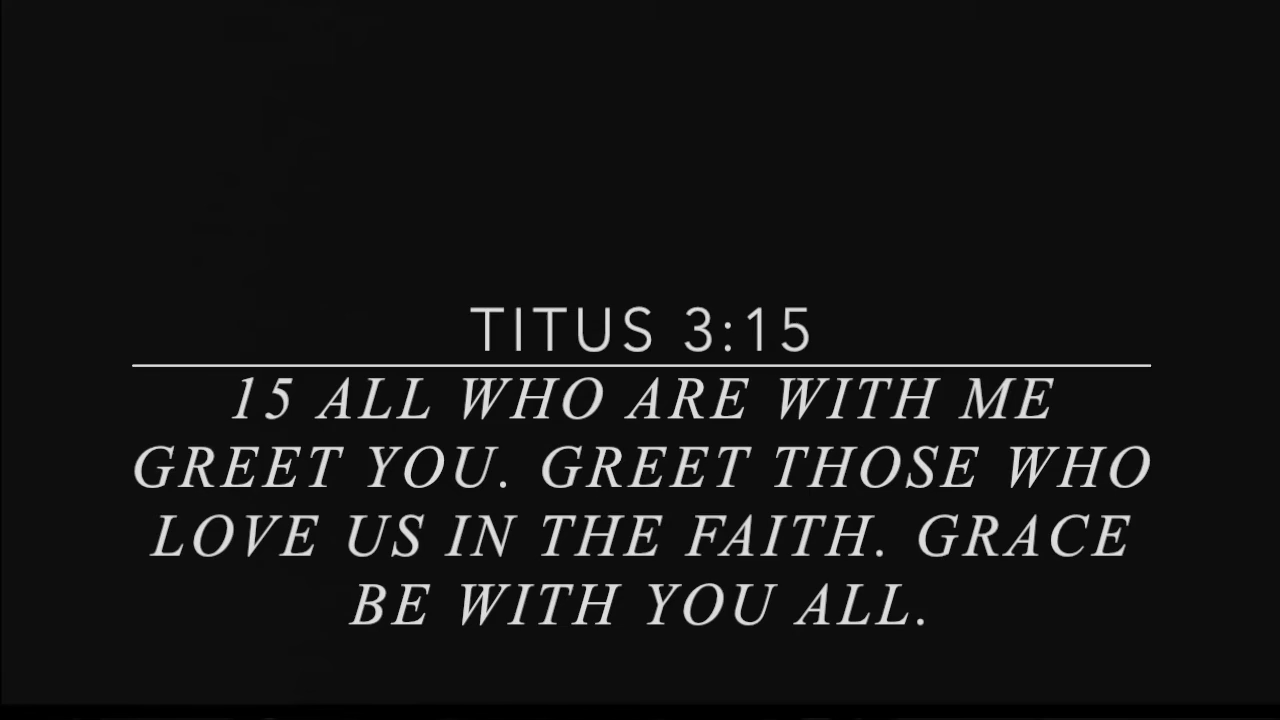 TITUS 3:15
15 ALL WHO ARE WITH ME
GREET YOU. GREET THOSE WHO
LOVE US IN THE FAITH. GRACE
BE WITH YOU ALL.